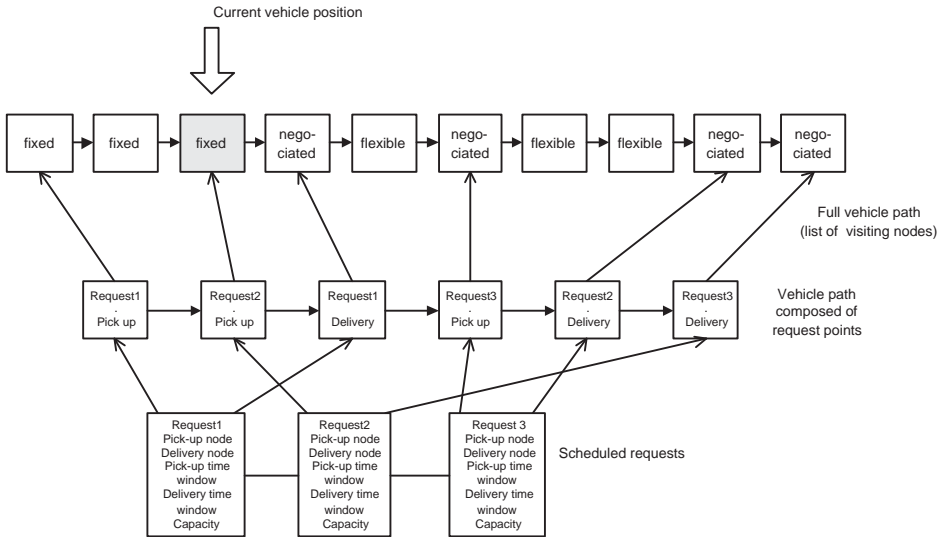 Current vehicle position
fixed
fixed
fixed
nego-
ciated
flexible
nego-
ciated
flexible
flexible
nego-
ciated
nego-
ciated
Full vehicle path
(list of visiting nodes)
Request1
.
Pick up
Request2
.
Pick up
Request1
.
Delivery
Request3
.
Pick up
Request2
.
Delivery
Request3
.
Delivery
Vehicle path
composed of
request points
Request1
Pick-up node
Delivery node
Pick-up time
window
Delivery time
window
Capacity
Request2
Pick-up node
Delivery node
Pick-up time
window
Delivery time
window
Capacity
Request 3
Pick-up node
Delivery node
Pick-up time
window
Delivery time
window
Capacity
Scheduled requests